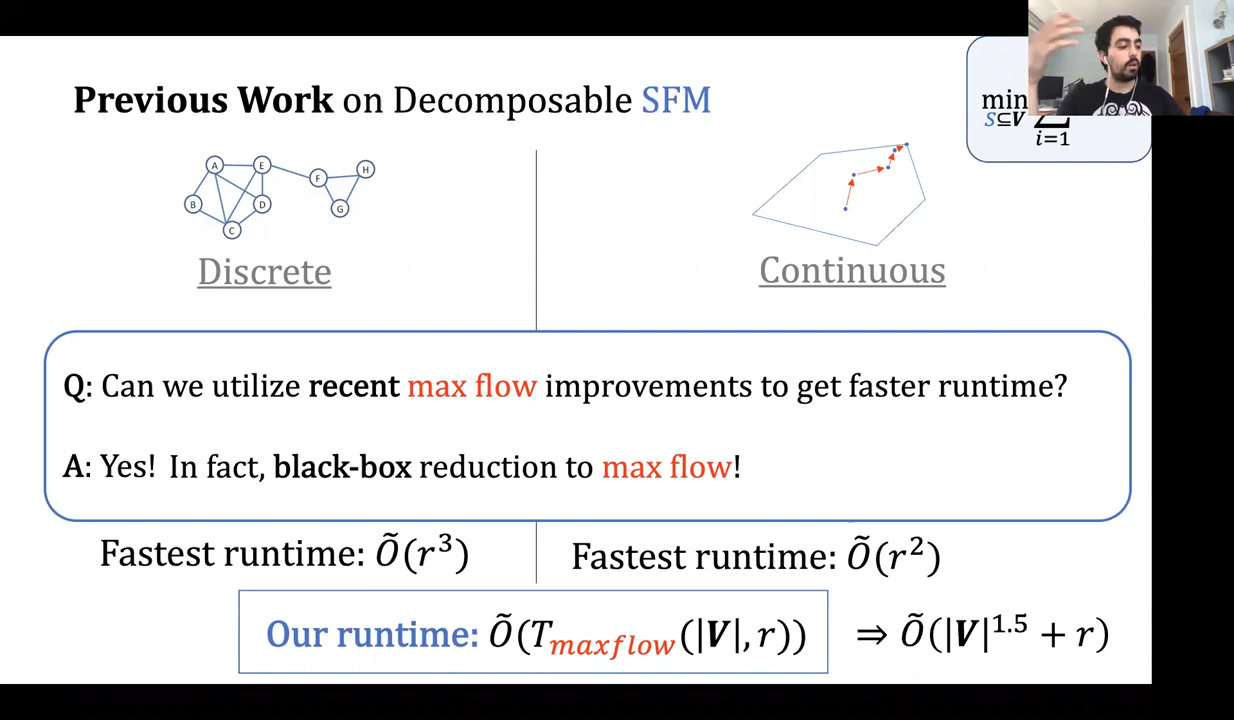 Previous Work on Decomposable SFM
min
S⊆V
∑
i=1
A
E
F
H
B
D
G
C
Discrete
Continuous
Q: Can we utilize recent max flow improvements to get faster runtime?
A: Yes! In fact, black-box reduction to max flow!
Fastest runtime: Õ(r³)
Fastest runtime: Õ(r²)
Our runtime: Õ(T_maxflow(|V|, r))
⇒ Õ(|V|^1.5 + r)